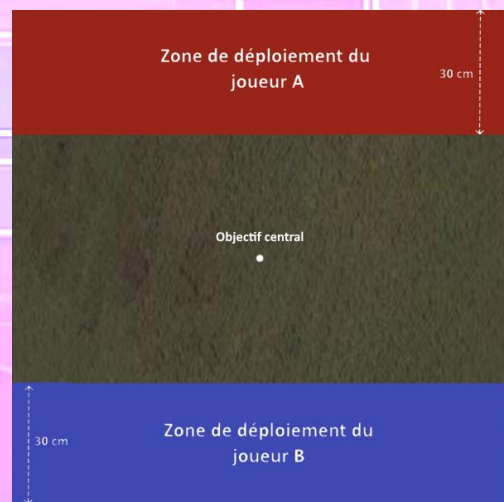 Zone de déploiement du
joueur A
30 cm
Objectif central
Zone de déploiement du
joueur B
30 cm